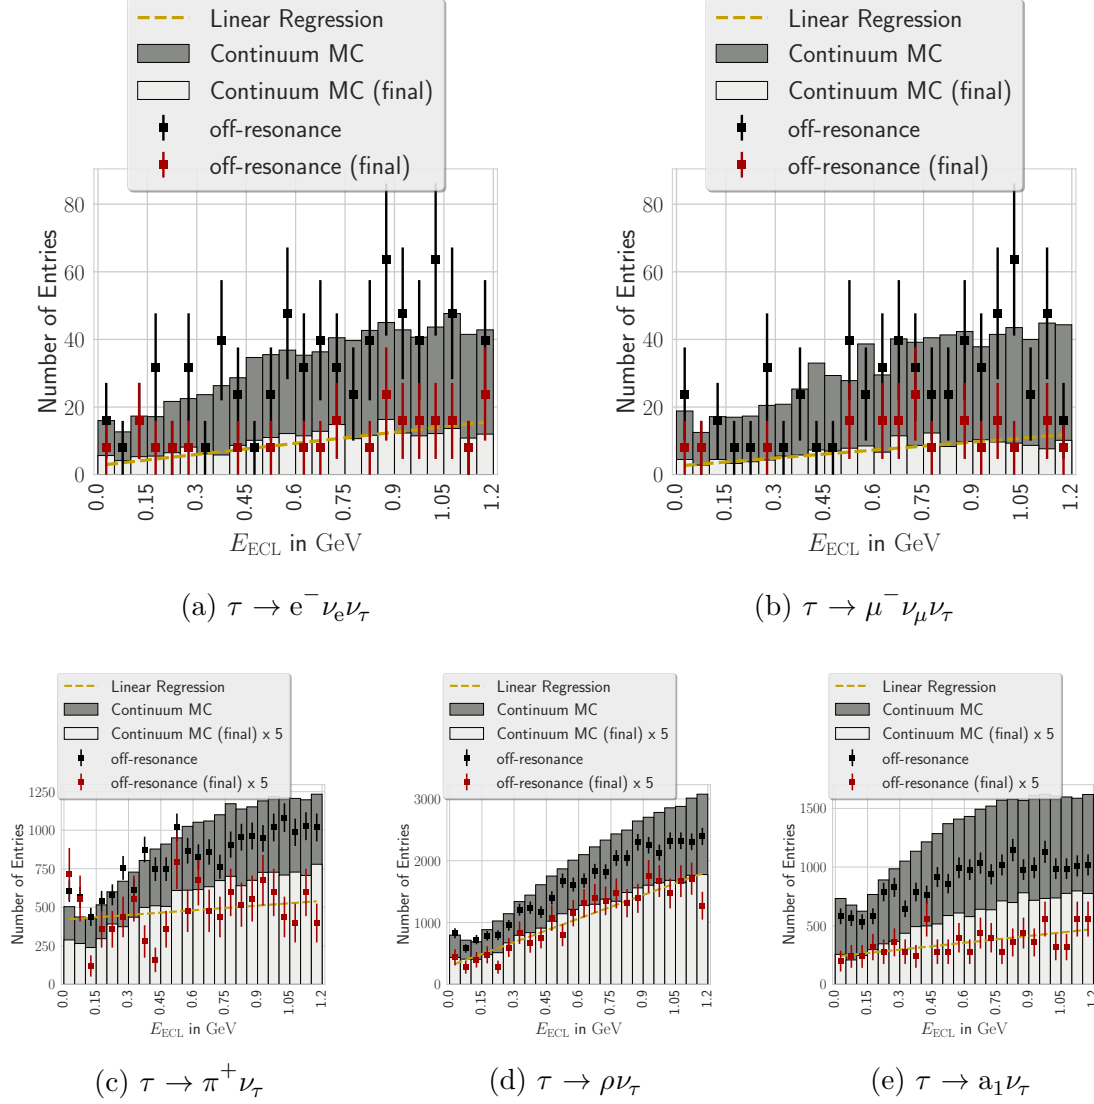 Linear Regression
Continuum MC
Continuum MC (final)
off-resonance
off-resonance (final)
Number of Entries
80
60
40
20
0
0.0
0.15
0.3
0.45
0.6
0.75
0.9
1.05
1.2
E_ECL in GeV
(a) τ → e⁻ν_eν_τ
Linear Regression
Continuum MC
Continuum MC (final)
off-resonance
off-resonance (final)
Number of Entries
80
60
40
20
0
0.0
0.15
0.3
0.45
0.6
0.75
0.9
1.05
1.2
E_ECL in GeV
(b) τ → μ⁻ν_μν_τ
Linear Regression
Continuum MC
Continuum MC (final) x 5
off-resonance
off-resonance (final) x 5
Number of Entries
1250
1000
750
500
250
0
0.0
0.15
0.3
0.45
0.6
0.75
0.9
1.05
1.2
E_ECL in GeV
(c) τ → π⁺ν_τ
Linear Regression
Continuum MC
Continuum MC (final) x 5
off-resonance
off-resonance (final) x 5
Number of Entries
3000
2000
1000
0
0.0
0.15
0.3
0.45
0.6
0.75
0.9
1.05
1.2
E_ECL in GeV
(d) τ → ρν_τ
Linear Regression
Continuum MC
Continuum MC (final) x 5
off-resonance
off-resonance (final) x 5
Number of Entries
1500
1000
500
0
0.0
0.15
0.3
0.45
0.6
0.75
0.9
1.05
1.2
E_ECL in GeV
(e) τ → a₁ν_τ